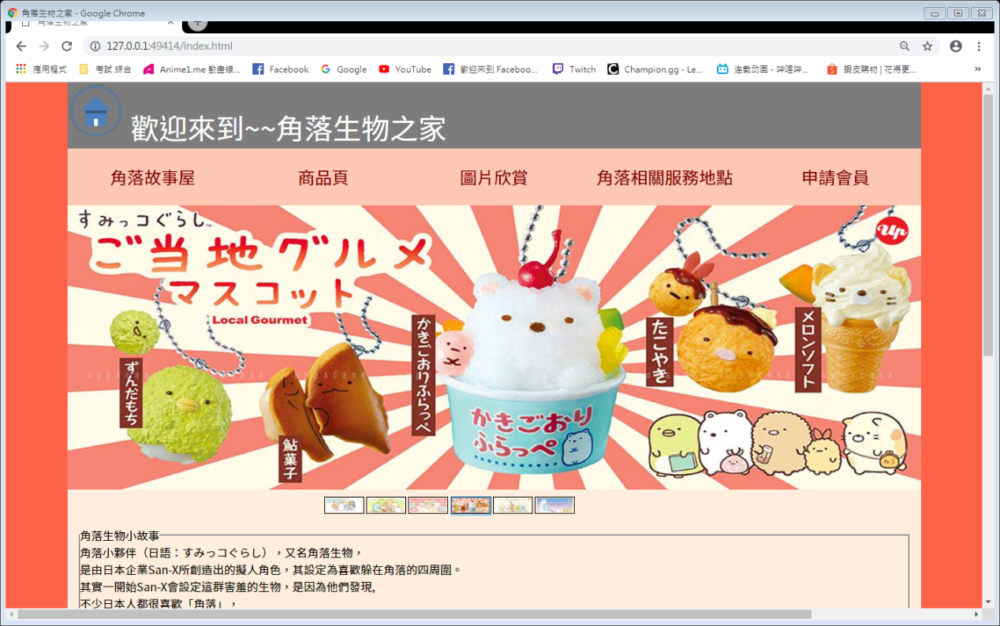 角落生物之家 - Google Chrome
角落生物之家
127.0.0.1:49414/index.html
應用程式
考試 綜合
Anime1.me 動畫線...
Facebook
Google
YouTube
歡迎來到 Faceboo...
Twitch
Champion.gg - Le...
连载动画 - 哔哩哔...
蝦皮購物 | 花得更...
»
歡迎來到~~角落生物之家
角落故事屋
商品頁
圖片欣賞
角落相關服務地點
申請會員
すみっコぐらし
ご当地グルメ
マスコット
Local Gourmet
up
ずんだもち
鮎菓子
かきごおりふらっぺ
かきごおり
ふらっぺ
たこやき
メロンソフト
uppacase
角落生物小故事
角落小夥伴（日語：すみっコぐらし），又名角落生物，
是由日本企業San-X所創造出的擬人角色，其設定為喜歡躲在角落的四周圍。
其實一開始San-X會設定這群害羞的生物，是因為他們發現,
不少日本人都很喜歡「角落」，